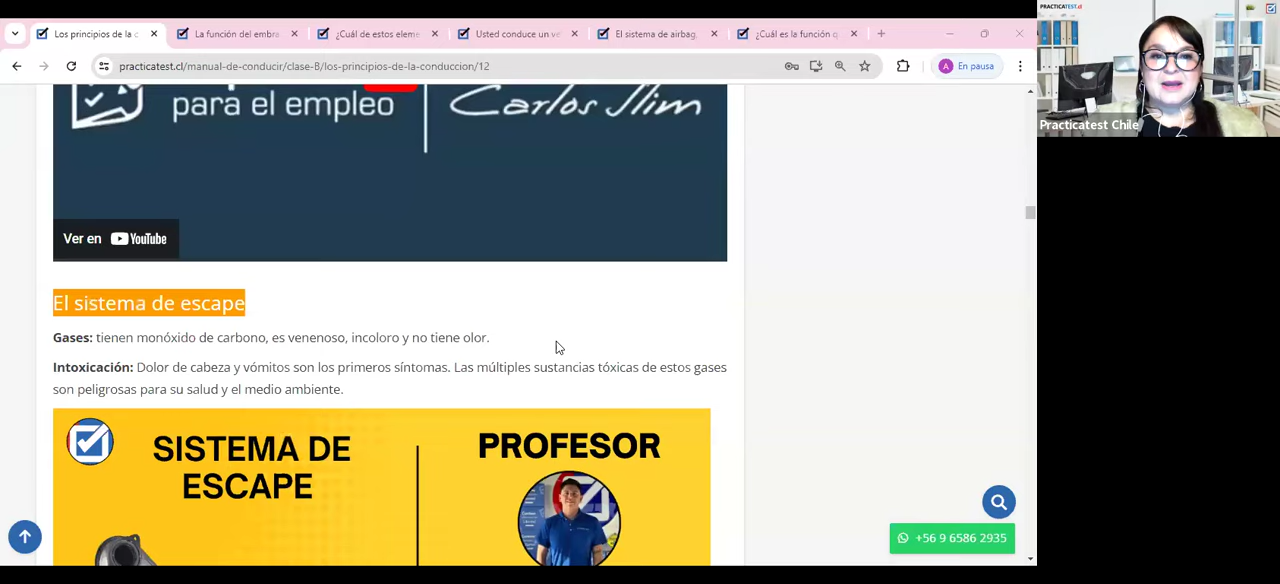 Los principios de la c
La función del embra
¿Cuál de estos eleme
Usted conduce un ve
El sistema de airbag,
¿Cuál es la función q
practicatest.cl/manual-de-conducir/clase-B/los-principios-de-la-conduccion/12
A
En pausa
PRACTICATEST.cl
Practicatest Chile
para el empleo
Carlos Slim
Ver en YouTube
El sistema de escape
Gases: tienen monóxido de carbono, es venenoso, incoloro y no tiene olor.
Intoxicación: Dolor de cabeza y vómitos son los primeros síntomas. Las múltiples sustancias tóxicas de estos gases
son peligrosas para su salud y el medio ambiente.
SISTEMA DE
ESCAPE
PROFESOR
+56 9 6586 2935